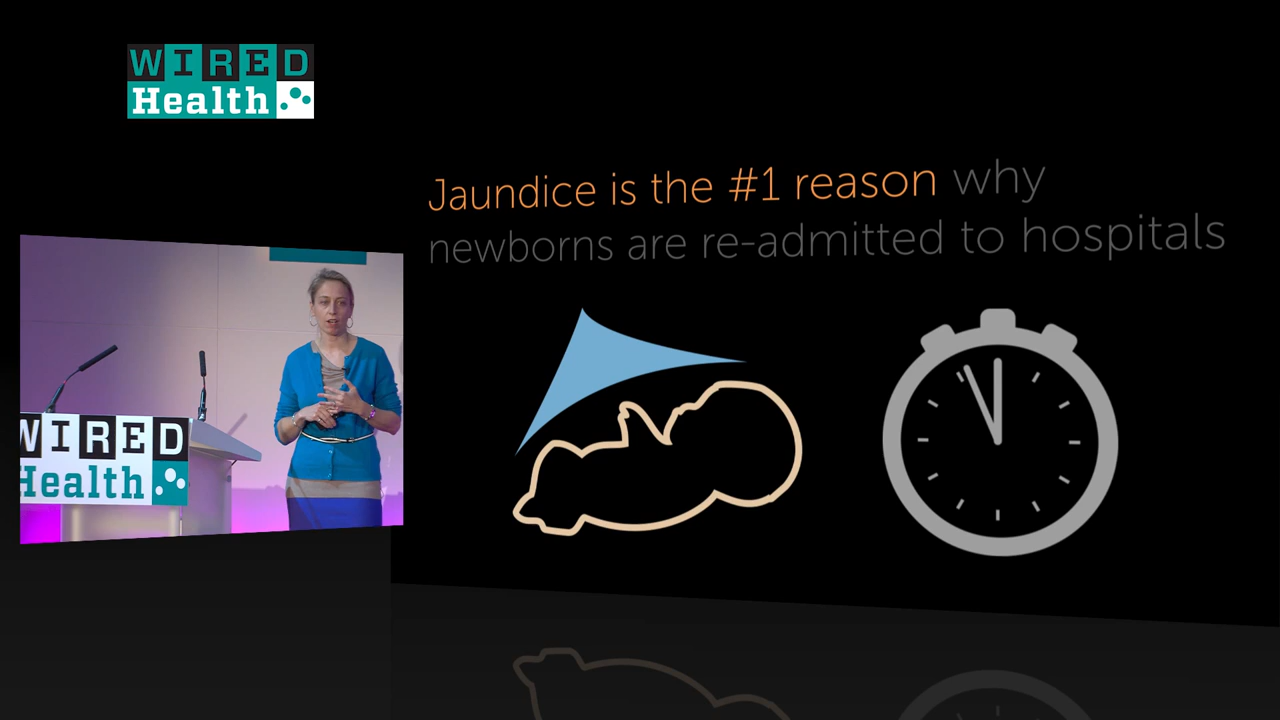 WIRED
Health
Jaundice is the #1 reason why
newborns are re-admitted to hospitals
WIRED
Health